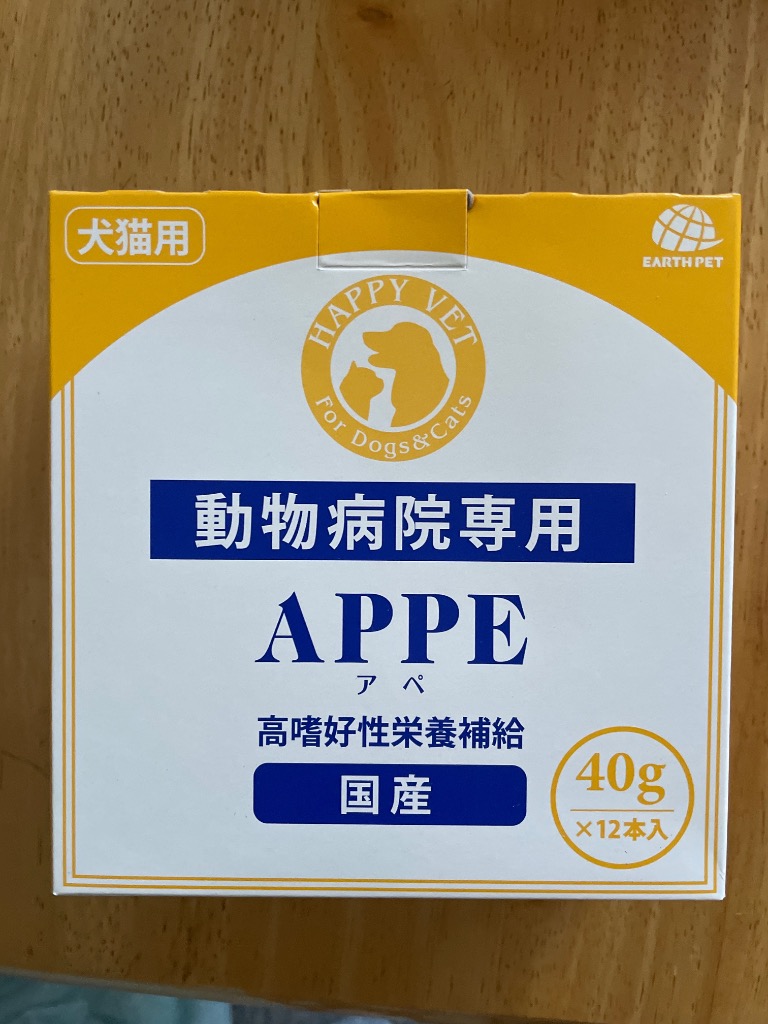 犬猫用
EARTH PET
HAPPY VET
For Dogs&Cats
動物病院専用
APPE
アペ
高嗜好性栄養補給
国産
40g
×12本入